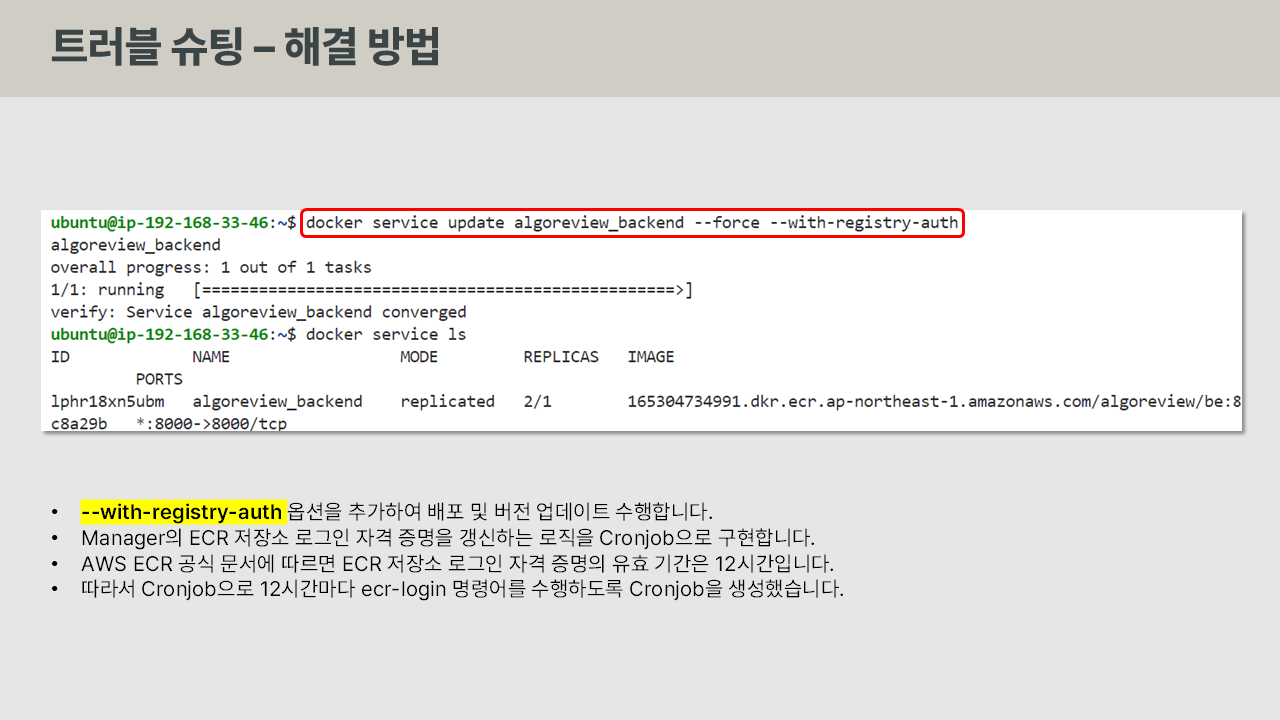 트러블 슈팅 – 해결 방법
ubuntu@ip-192-168-33-46:~$ docker service update algoreview_backend --force --with-registry-auth
algoreview_backend
overall progress: 1 out of 1 tasks
1/1: running   [==================================================>]
verify: Service algoreview_backend converged
ubuntu@ip-192-168-33-46:~$ docker service ls
ID             NAME                  MODE         REPLICAS   IMAGE
         PORTS
lphr18xn5ubm   algoreview_backend    replicated   2/1        165304734991.dkr.ecr.ap-northeast-1.amazonaws.com/algoreview/be:8
c8a29b   *:8000->8000/tcp
• --with-registry-auth 옵션을 추가하여 배포 및 버전 업데이트 수행합니다.
• Manager의 ECR 저장소 로그인 자격 증명을 갱신하는 로직을 Cronjob으로 구현합니다.
• AWS ECR 공식 문서에 따르면 ECR 저장소 로그인 자격 증명의 유효 기간은 12시간입니다.
• 따라서 Cronjob으로 12시간마다 ecr-login 명령어를 수행하도록 Cronjob을 생성했습니다.